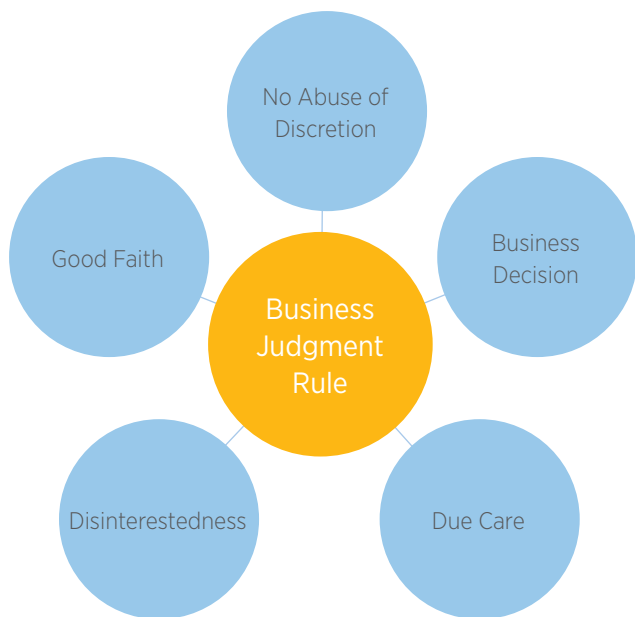 No Abuse of
Discretion
Business
Decision
Good Faith
Business
Judgment
Rule
Disinterestedness
Due Care